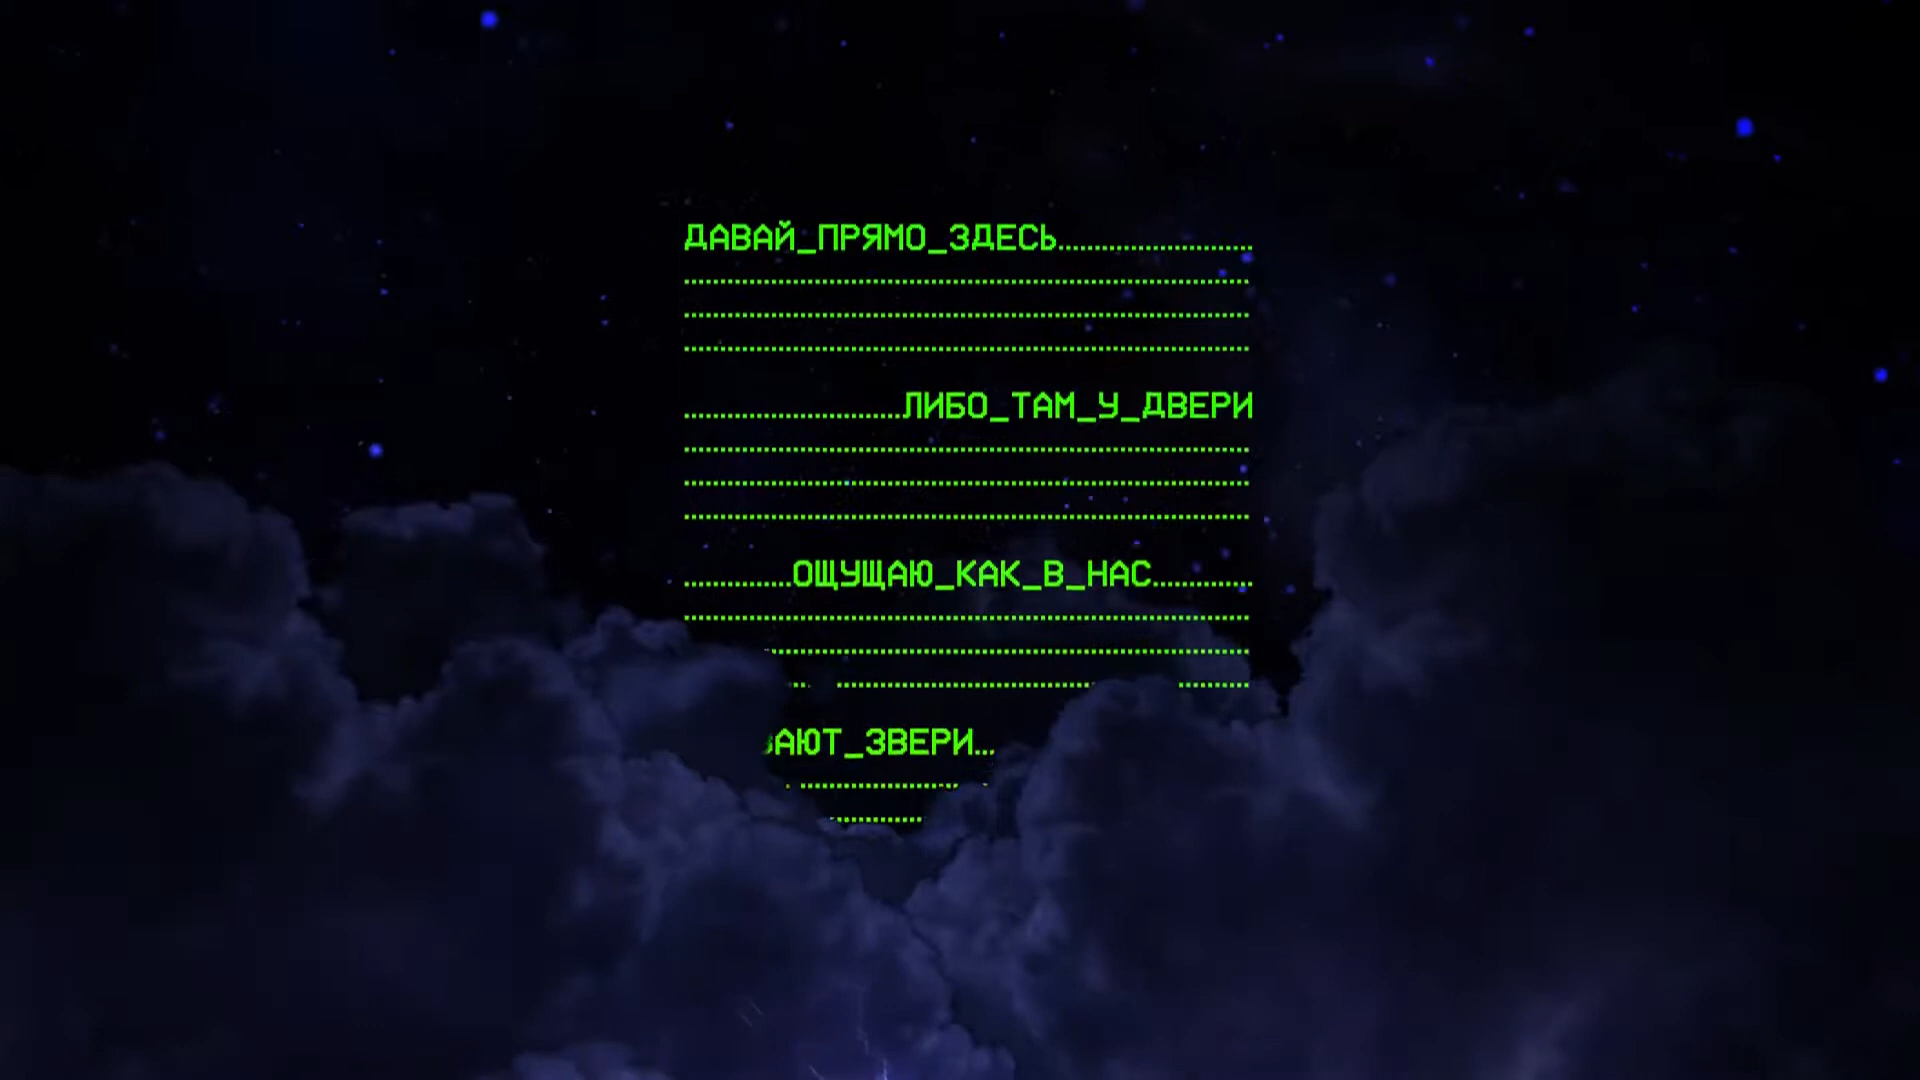 ДАВАЙ_ПРЯМО_ЗДЕСЬ...........................
..............................................................................
..............................................................................
..............................................................................
..............................ЛИБО_ТАМ_У_ДВЕРИ
..............................................................................
..............................................................................
..............................................................................
...............ОЩУЩАЮ_КАК_В_НАС..............
..............................................................................
..................................................................
... .................................... ..........
АЮТ_ЗВЕРИ...
. ......................
.............